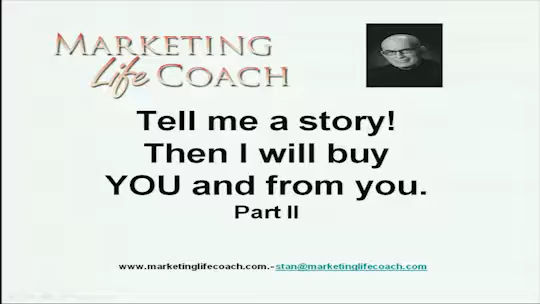 MARKETING
Life COACH
Tell me a story!
Then I will buy
YOU and from you.
Part II
www.marketinglifecoach.com.-stan@marketinglifecoach.com